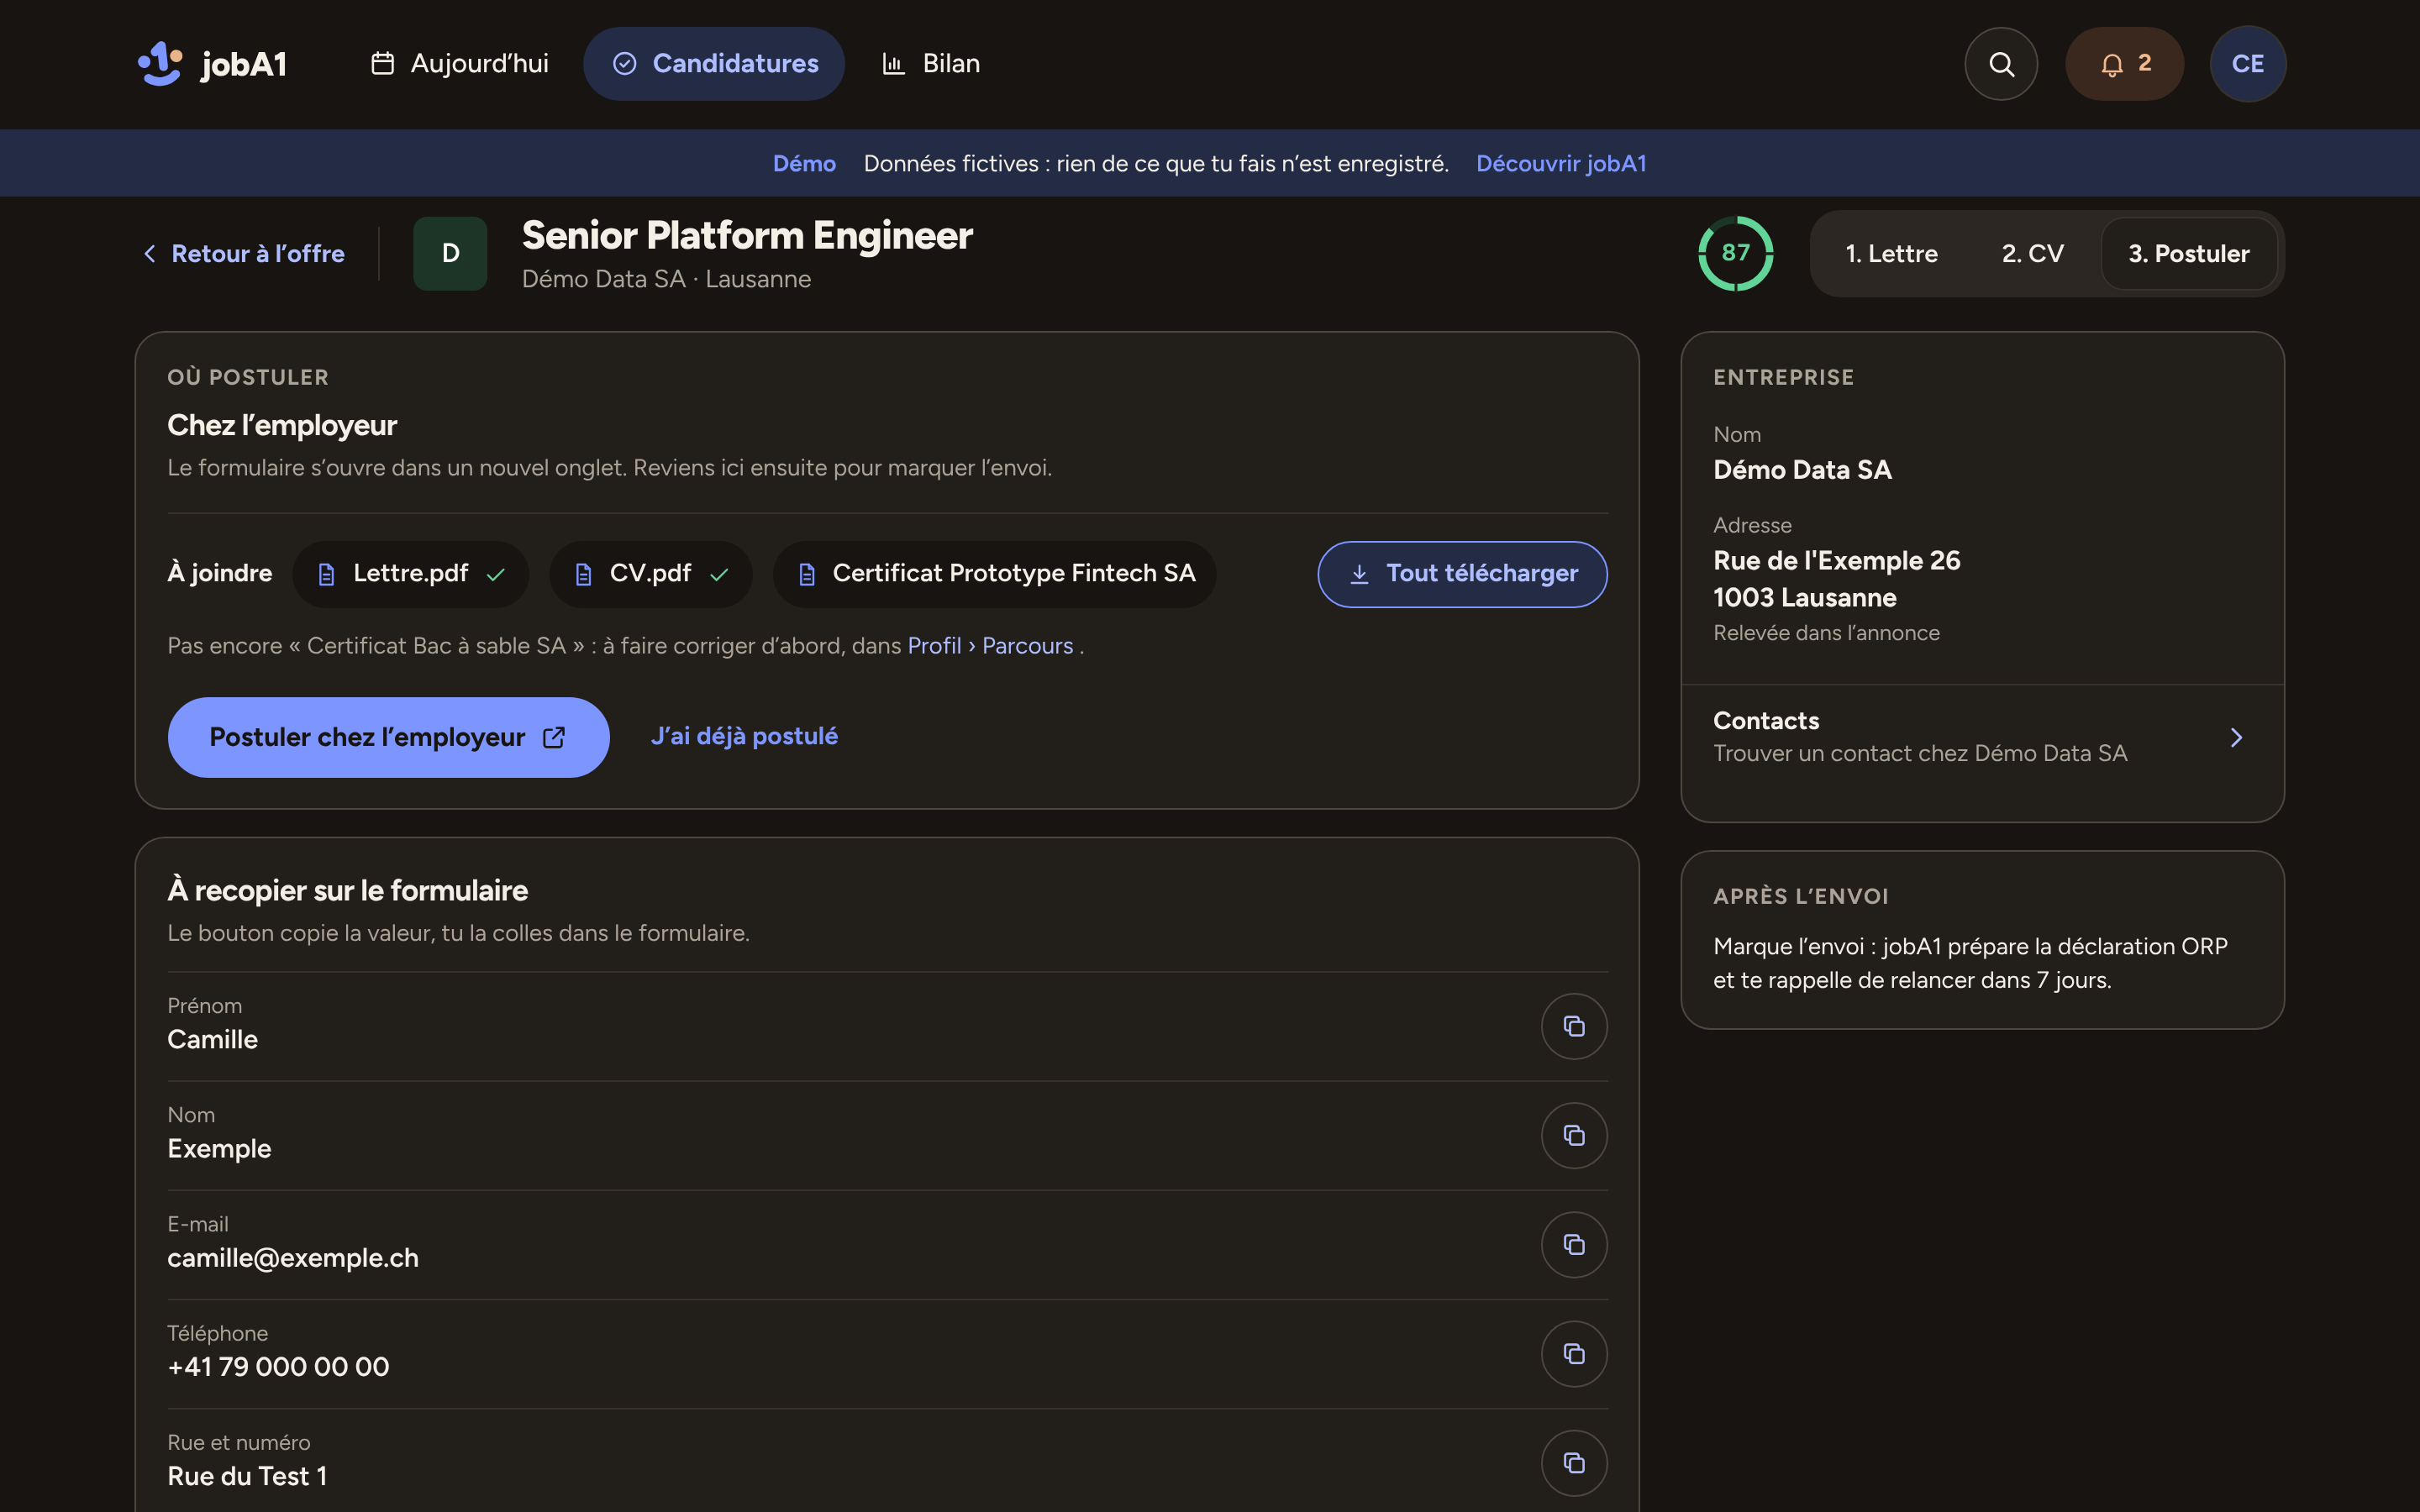 jobA1
Aujourd’hui
Candidatures
Bilan
2
CE
Démo Données fictives : rien de ce que tu fais n’est enregistré. Découvrir jobA1
Retour à l’offre
D
Senior Platform Engineer
Démo Data SA · Lausanne
87
1. Lettre
2. CV
3. Postuler
OÙ POSTULER
Chez l’employeur
Le formulaire s’ouvre dans un nouvel onglet. Reviens ici ensuite pour marquer l’envoi.
À joindre
Lettre.pdf
CV.pdf
Certificat Prototype Fintech SA
Tout télécharger
Pas encore « Certificat Bac à sable SA » : à faire corriger d’abord, dans Profil › Parcours .
Postuler chez l’employeur
J’ai déjà postulé
À recopier sur le formulaire
Le bouton copie la valeur, tu la colles dans le formulaire.
Prénom
Camille
Nom
Exemple
E-mail
camille@exemple.ch
Téléphone
+41 79 000 00 00
Rue et numéro
Rue du Test 1
ENTREPRISE
Nom
Démo Data SA
Adresse
Rue de l'Exemple 26
1003 Lausanne
Relevée dans l’annonce
Contacts
Trouver un contact chez Démo Data SA
APRÈS L’ENVOI
Marque l’envoi : jobA1 prépare la déclaration ORP
et te rappelle de relancer dans 7 jours.